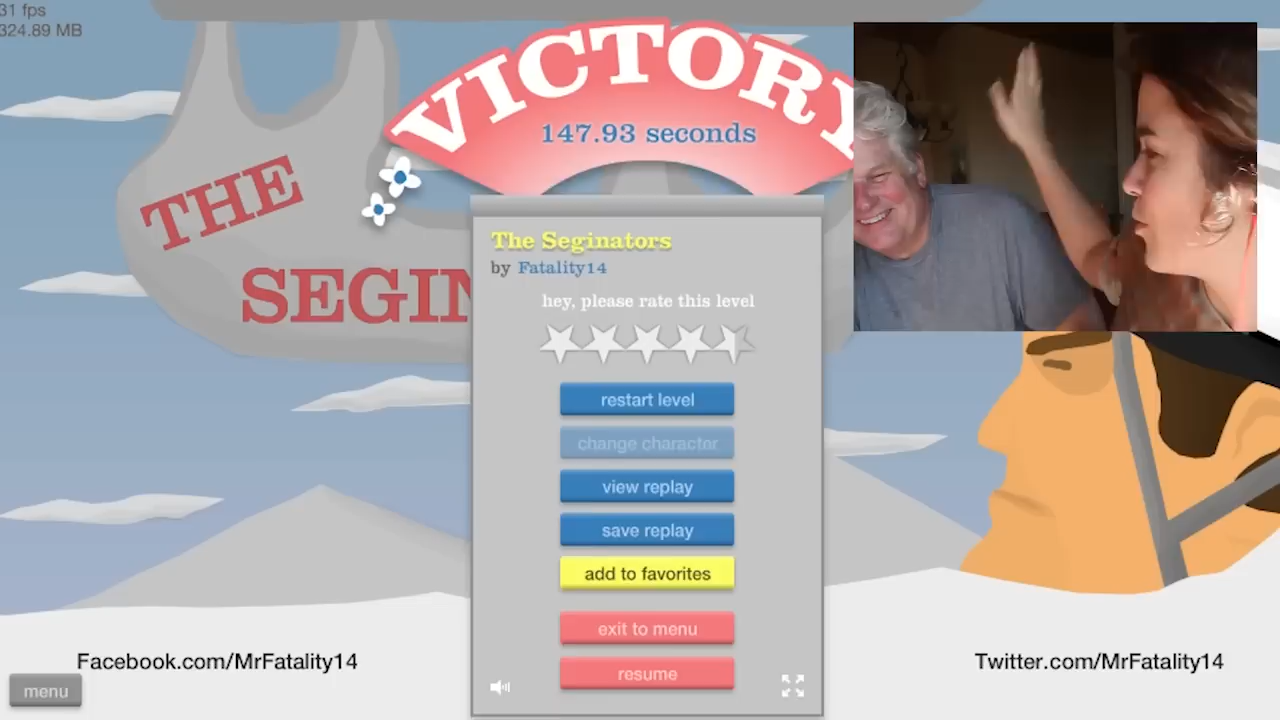 31 fps
324.89 MB
VICTORY
147.93 seconds
THE
SEGIN
The Seginators
by Fatality14
hey, please rate this level
restart level
change character
view replay
save replay
add to favorites
exit to menu
resume
Facebook.com/MrFatality14
Twitter.com/MrFatality14
menu